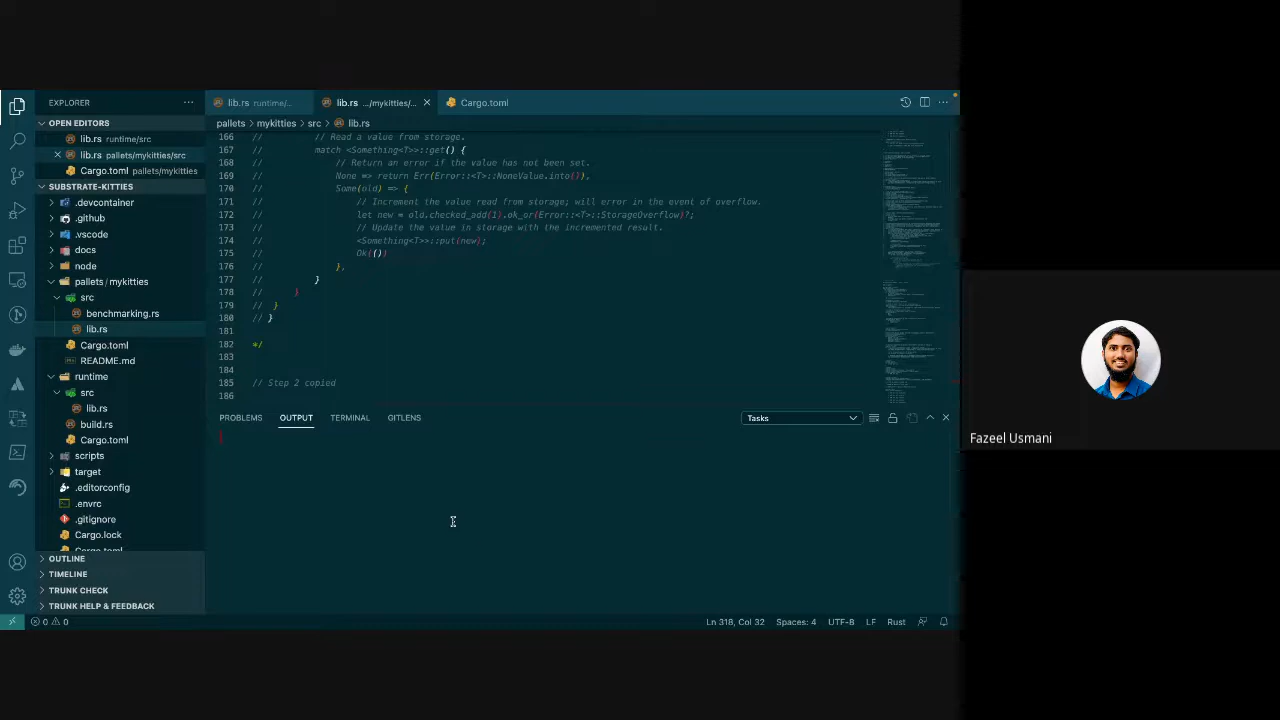 EXPLORER
OPEN EDITORS
lib.rs runtime/src
lib.rs pallets/mykitties/src
Cargo.toml pallets/mykitties
SUBSTRATE-KITTIES
.devcontainer
.github
.vscode
docs
node
pallets / mykitties
src
benchmarking.rs
lib.rs
Cargo.toml
README.md
runtime
src
lib.rs
build.rs
Cargo.toml
scripts
target
.editorconfig
.envrc
.gitignore
Cargo.lock
Cargo.toml
OUTLINE
TIMELINE
TRUNK CHECK
TRUNK HELP & FEEDBACK
lib.rs runtime/...
lib.rs .../mykitties/...
Cargo.toml
pallets > mykitties > src > lib.rs
166 // // Read a value from storage.
167 // match <Something<T>>::get() {
168 // // Return an error if the value has not been set.
169 // None => return Err(Error::<T>::NoneValue.into()),
170 // Some(old) => {
171 // // Increment the value read from storage; will error in the event of overflow.
172 // let new = old.checked_add(1).ok_or(Error::<T>::StorageOverflow)?;
173 // // Update the value in storage with the incremented result.
174 // <Something<T>>::put(new);
175 // Ok(())
176 // },
177 // }
178 // }
179 // }
180 // }
181
182 */
183
184
185 // Step 2 copied
186
PROBLEMS OUTPUT TERMINAL GITLENS
Tasks
0 0
Ln 318, Col 32 Spaces: 4 UTF-8 LF Rust
Fazeel Usmani